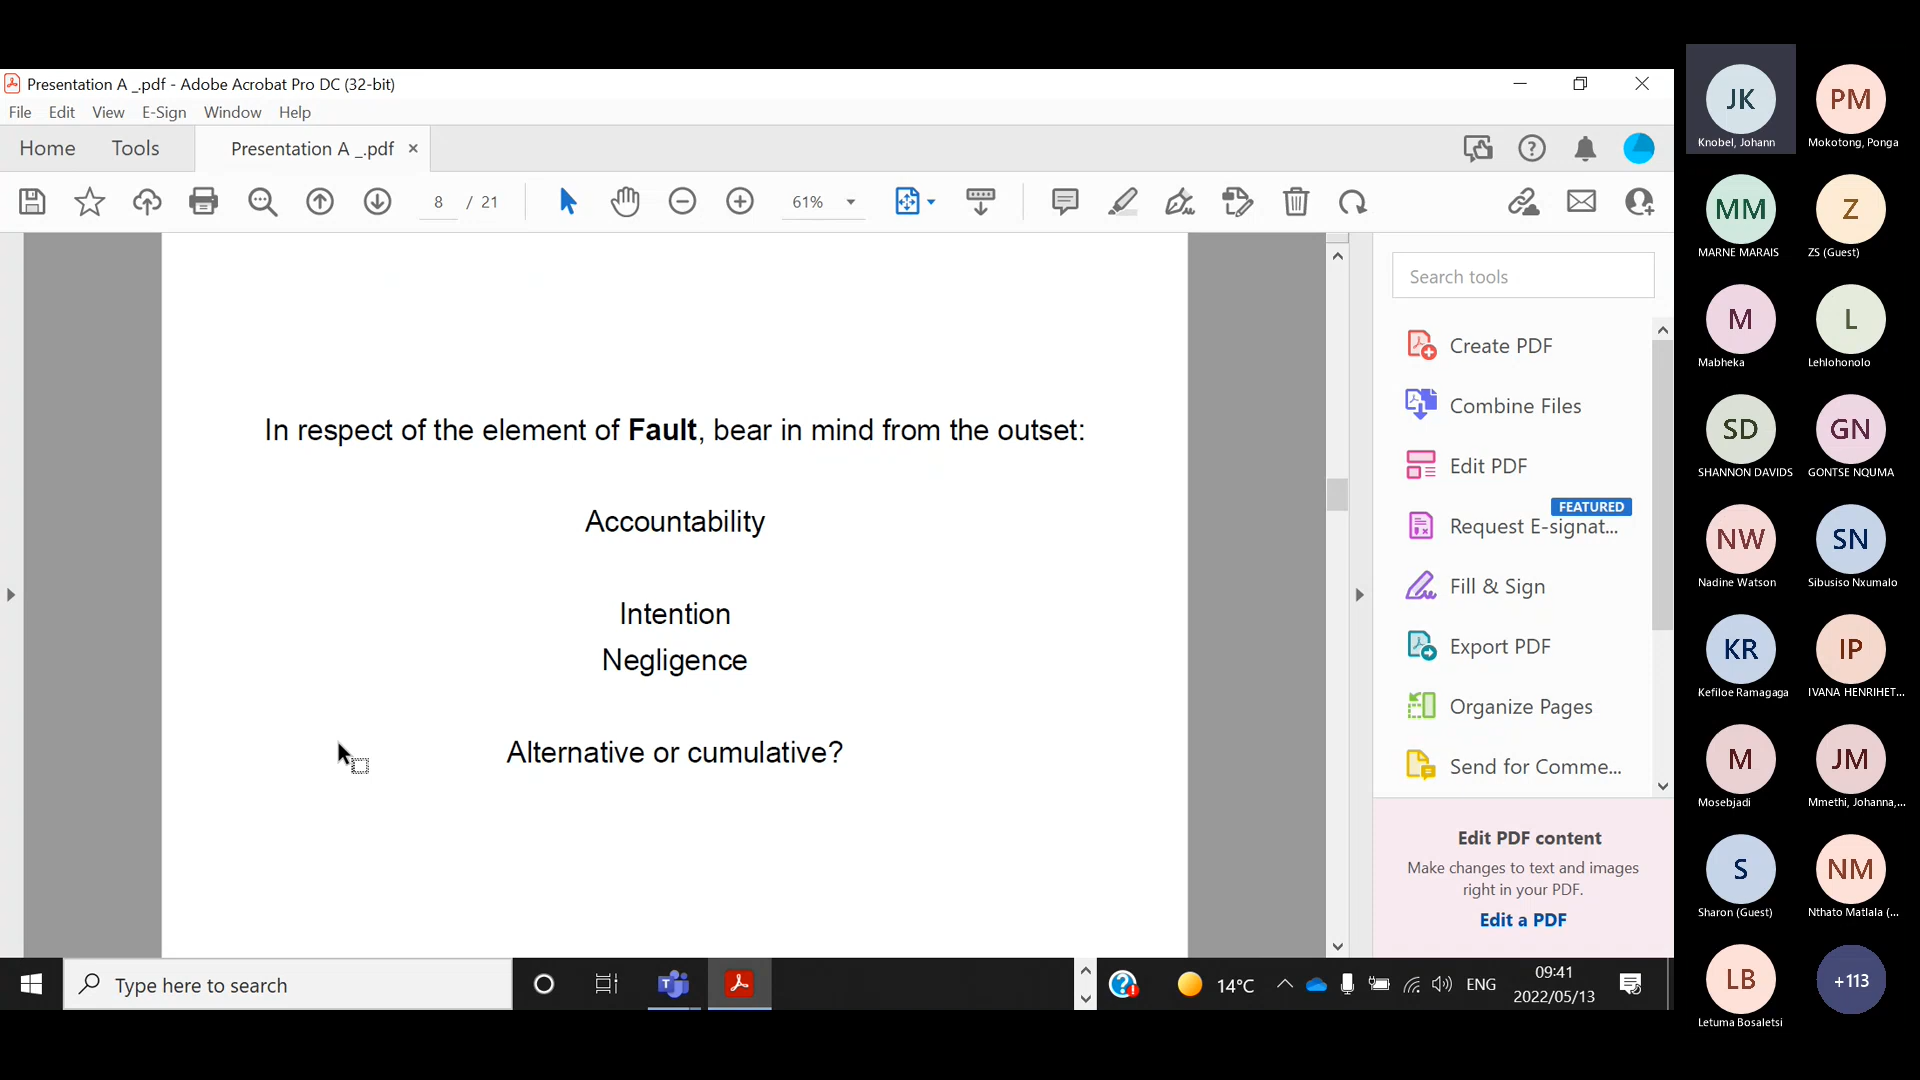 Presentation A _.pdf - Adobe Acrobat Pro DC (32-bit)
File Edit View E-Sign Window Help
Home Tools Presentation A _.pdf ×
8 / 21 61%
In respect of the element of Fault, bear in mind from the outset:
Accountability
Intention
Negligence
Alternative or cumulative?
Search tools
Create PDF
Combine Files
Edit PDF
FEATURED
Request E-signat...
Fill & Sign
Export PDF
Organize Pages
Send for Comme...
Edit PDF content
Make changes to text and images
right in your PDF.
Edit a PDF
Type here to search
14°C
ENG
09:41
2022/05/13
JK
Knobel, Johann
PM
Mokotong, Ponga
MM
MARNE MARAIS
Z
ZS (Guest)
M
Mabheka
L
Lehlohonolo
SD
SHANNON DAVIDS
GN
GONTSE NQUMA
NW
Nadine Watson
SN
Sibusiso Nxumalo
KR
Kefiloe Ramagaga
IP
IVANA HENRIHET...
M
Mosebjadi
JM
Mmethi, Johanna,...
S
Sharon (Guest)
NM
Nthato Matlala (...
LB
Letuma Bosaletsi
+113